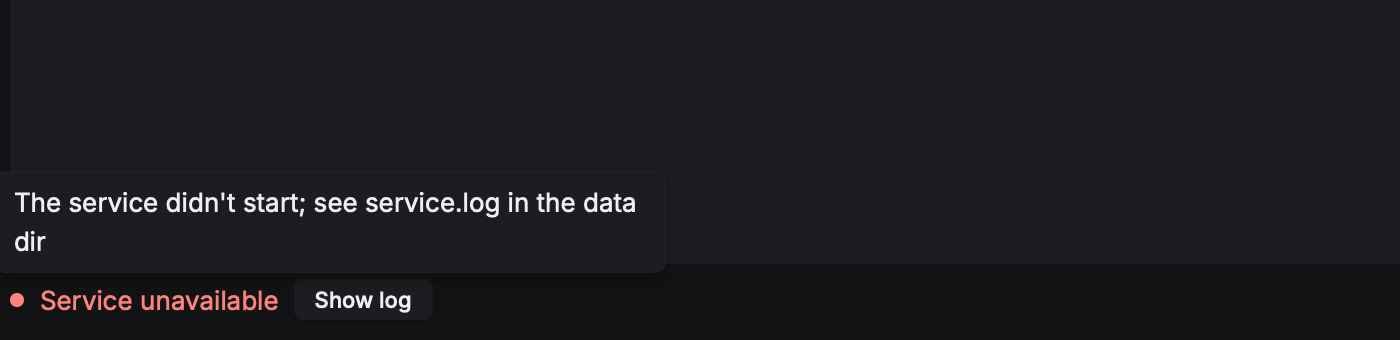 The service didn't start; see service.log in the data
dir
Service unavailable
Show log